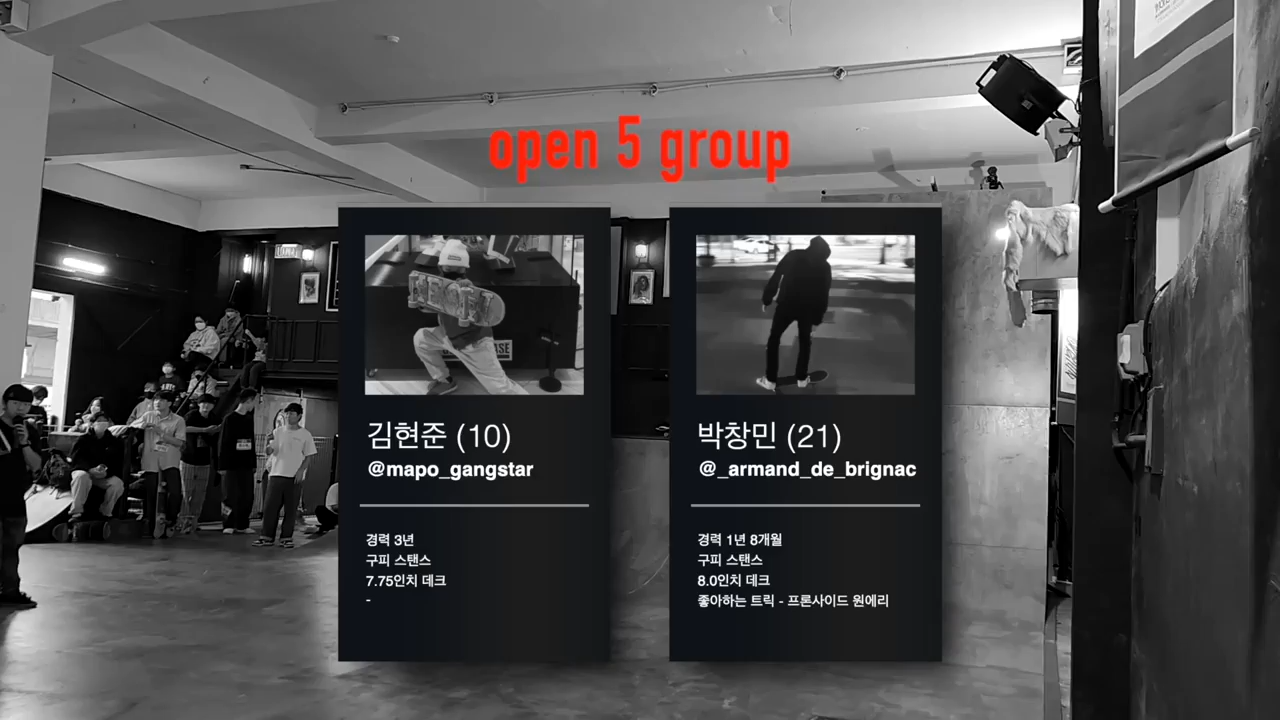 open 5 group
김현준 (10)
@mapo_gangstar
경력 3년
구피 스탠스
7.75인치 데크
-
박창민 (21)
@_armand_de_brignac
경력 1년 8개월
구피 스탠스
8.0인치 데크
좋아하는 트릭 - 프론사이드 원에리